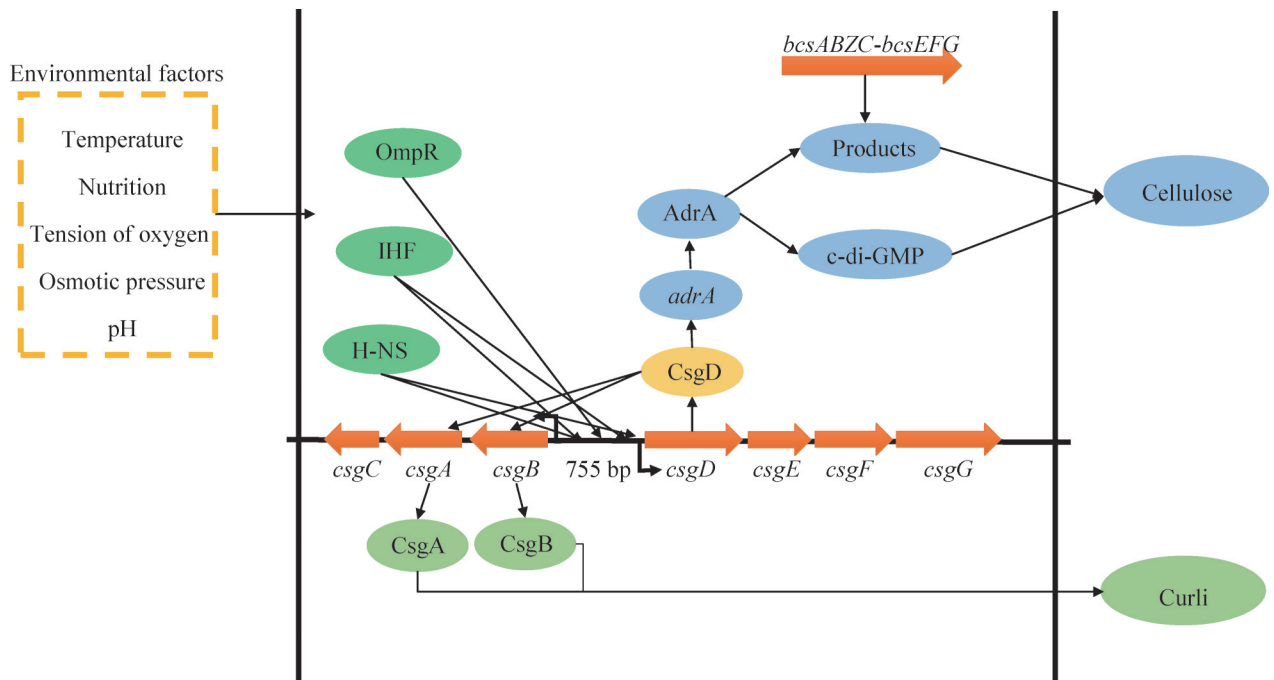 bcsABZC-bcsEFG
Environmental factors
Temperature
Nutrition
Tension of oxygen
Osmotic pressure
pH
OmpR
IHF
H-NS
Products
AdrA
c-di-GMP
adrA
CsgD
Cellulose
csgC
csgA
csgB
755 bp
csgD
csgE
csgF
csgG
CsgA
CsgB
Curli